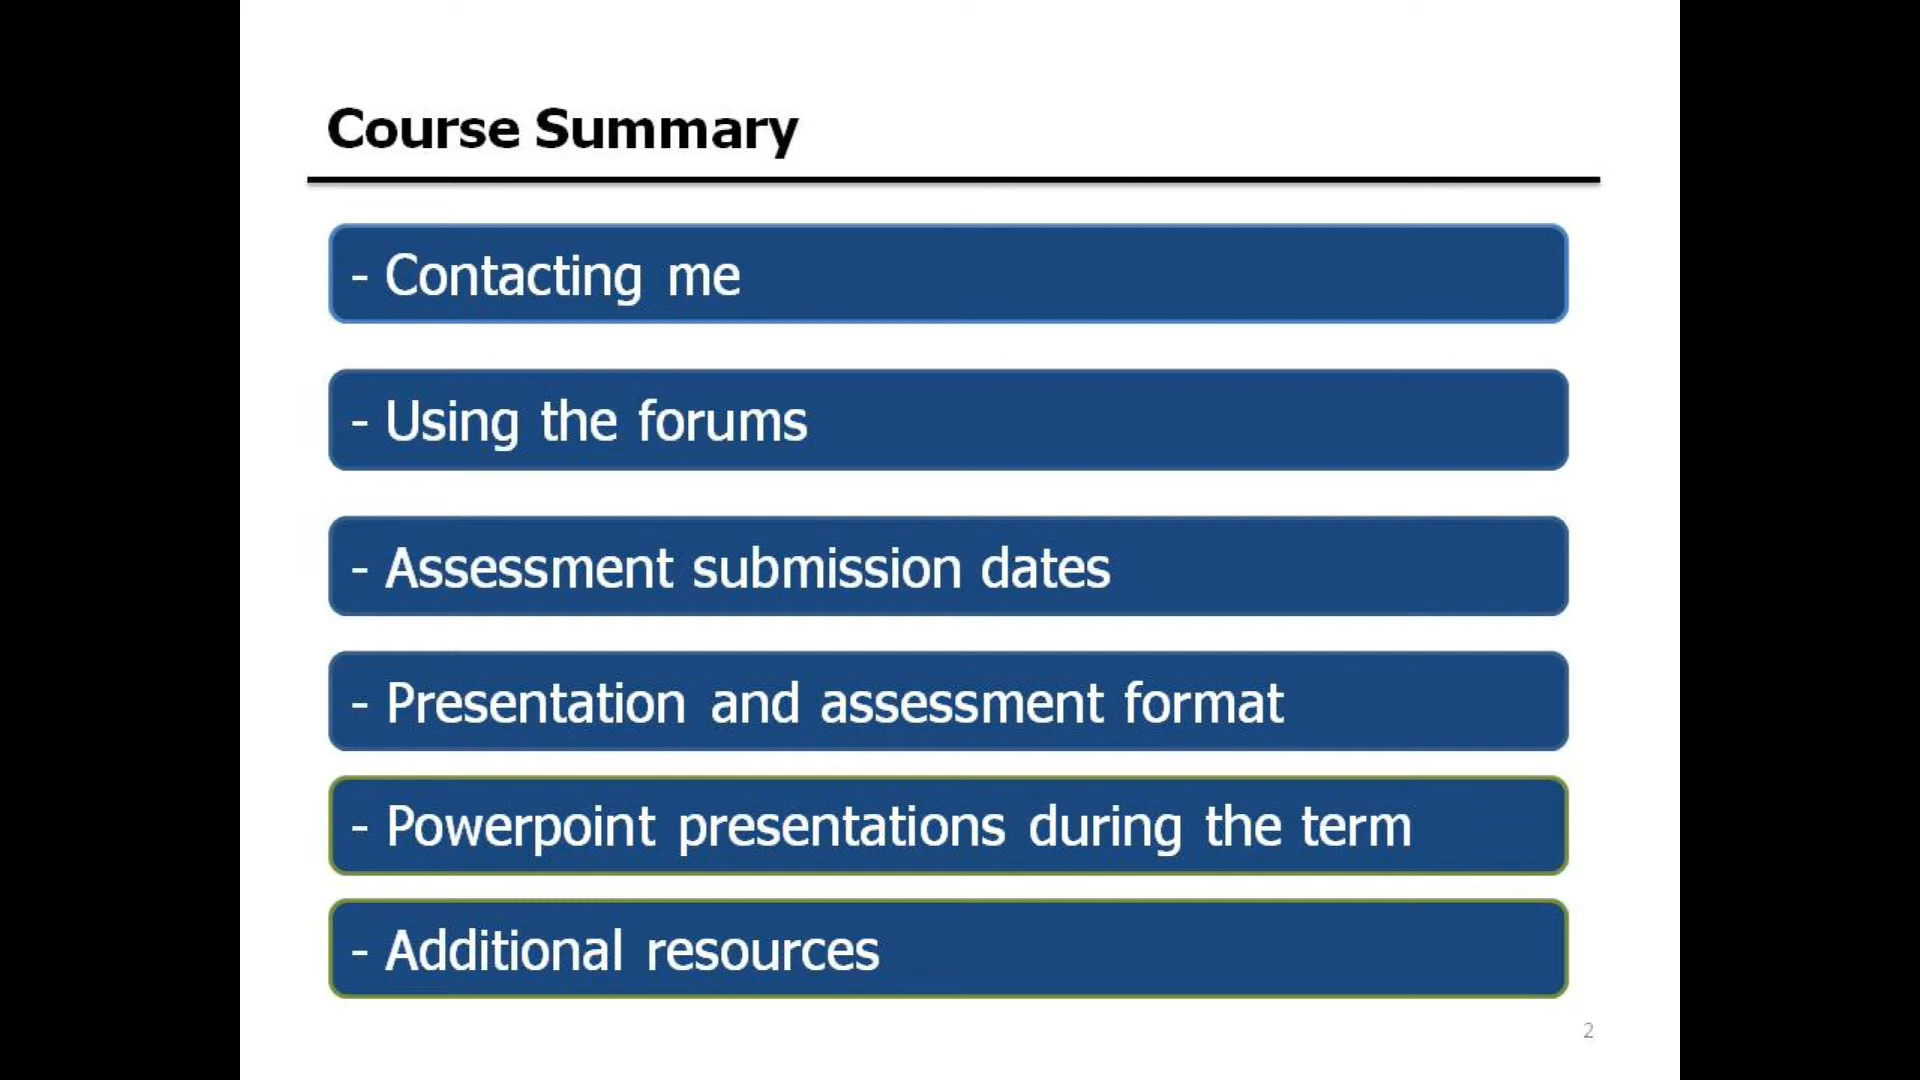 Course Summary
- Contacting me
- Using the forums
- Assessment submission dates
- Presentation and assessment format
- Powerpoint presentations during the term
- Additional resources
2